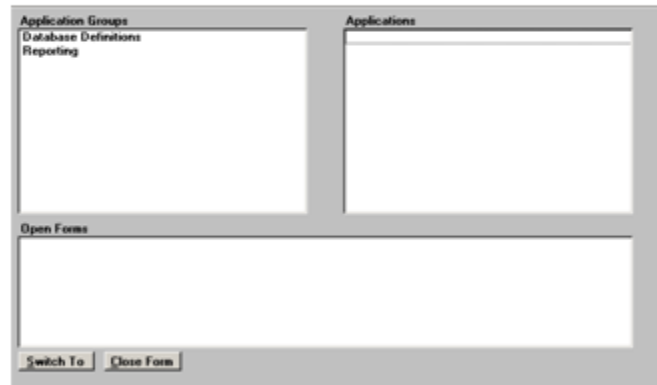 Application Groups
Applications
Database Definitions
Reporting
Open Forms
Switch To
Close Form